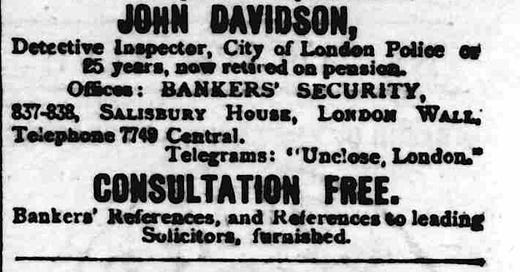 JOHN DAVIDSON,
Detective Inspector, City of London Police or
25 years, now retired on pension.
Offices: BANKERS' SECURITY,
837-838, SALISBURY HOUSE, LONDON WALL.
Telephone 7749 Central.
Telegrams: "Unclose, London."
CONSULTATION FREE.
Bankers' References, and References to leading
Solicitors, furnished.